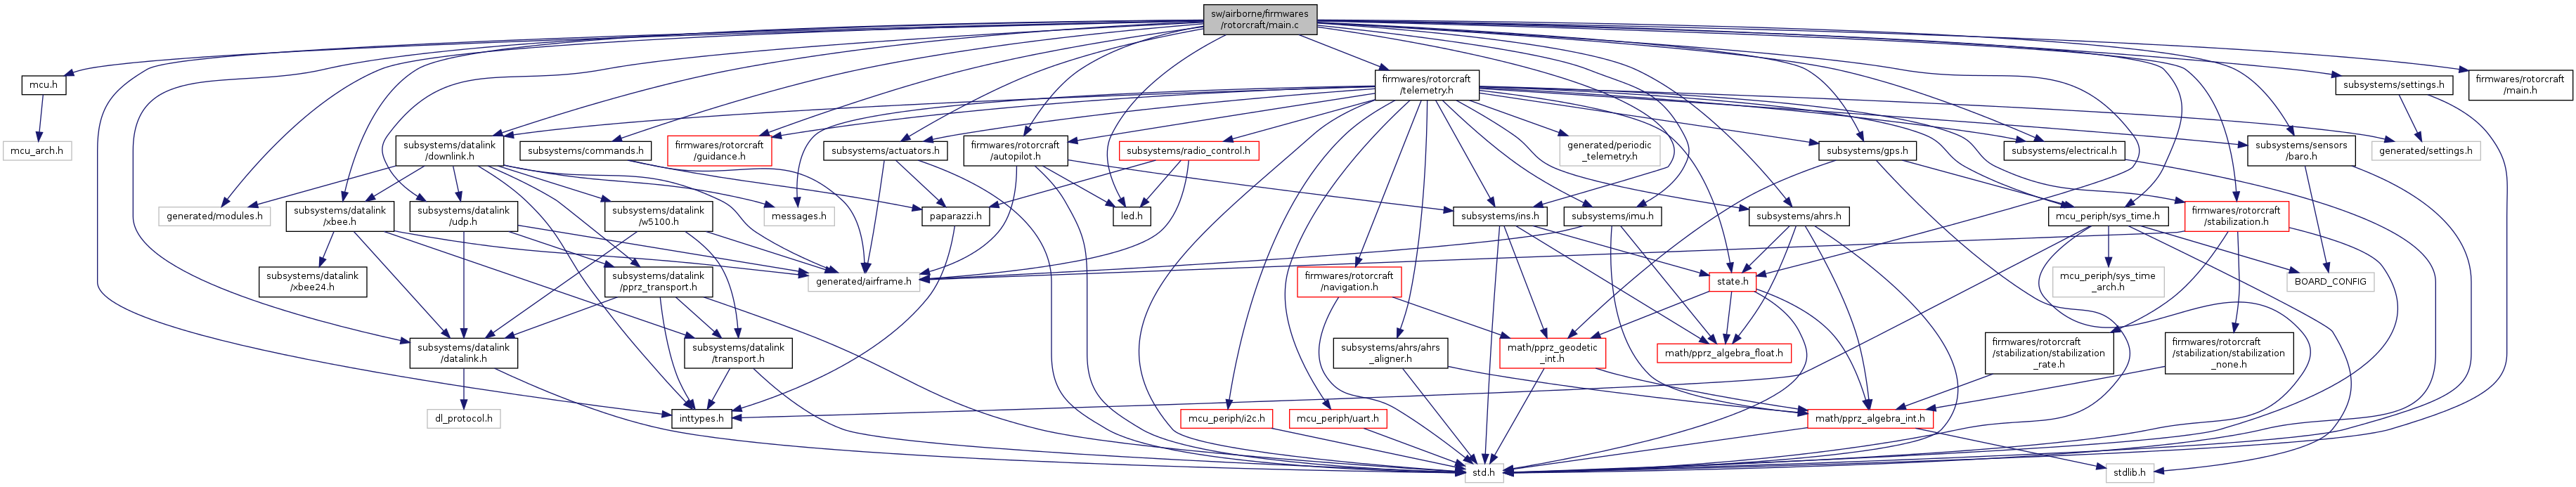 sw/airborne/firmwares
/rotorcraft/main.c
mcu.h
firmwares/rotorcraft
/telemetry.h
subsystems/settings.h
firmwares/rotorcraft
/main.h
mcu_arch.h
subsystems/datalink
/downlink.h
subsystems/commands.h
firmwares/rotorcraft
/guidance.h
subsystems/actuators.h
firmwares/rotorcraft
/autopilot.h
subsystems/radio_control.h
generated/periodic
_telemetry.h
subsystems/gps.h
subsystems/electrical.h
subsystems/sensors
/baro.h
generated/settings.h
generated/modules.h
subsystems/datalink
/xbee.h
subsystems/datalink
/udp.h
subsystems/datalink
/w5100.h
messages.h
paparazzi.h
led.h
subsystems/ins.h
subsystems/imu.h
subsystems/ahrs.h
mcu_periph/sys_time.h
firmwares/rotorcraft
/stabilization.h
subsystems/datalink
/xbee24.h
subsystems/datalink
/pprz_transport.h
generated/airframe.h
firmwares/rotorcraft
/navigation.h
state.h
mcu_periph/sys_time
_arch.h
BOARD_CONFIG
subsystems/datalink
/datalink.h
subsystems/datalink
/transport.h
subsystems/ahrs/ahrs
_aligner.h
math/pprz_geodetic
_int.h
math/pprz_algebra_float.h
firmwares/rotorcraft
/stabilization/stabilization
_rate.h
firmwares/rotorcraft
/stabilization/stabilization
_none.h
dl_protocol.h
inttypes.h
mcu_periph/i2c.h
mcu_periph/uart.h
math/pprz_algebra_int.h
std.h
stdlib.h